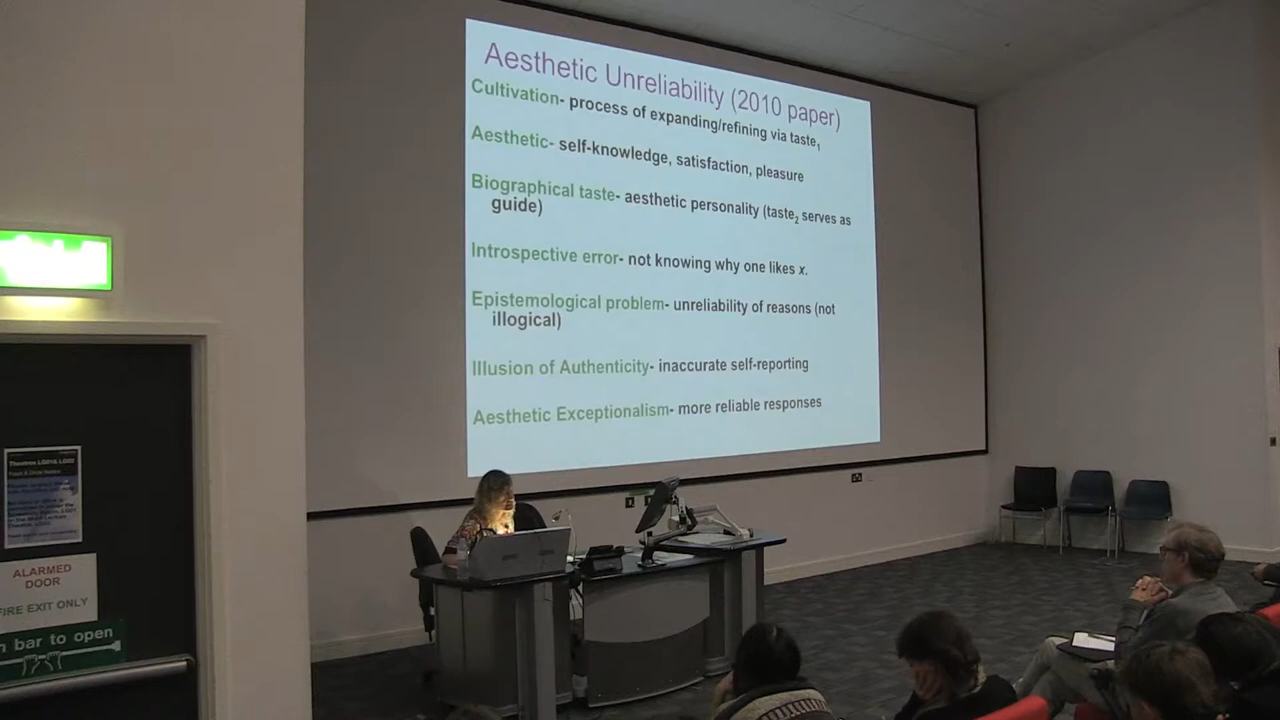 Aesthetic Unreliability (2010 paper)
Cultivation- process of expanding/refining via taste₁
Aesthetic- self-knowledge, satisfaction, pleasure
Biographical taste- aesthetic personality (taste₂ serves as
guide)
Introspective error- not knowing why one likes x.
Epistemological problem- unreliability of reasons (not
illogical)
Illusion of Authenticity- inaccurate self-reporting
Aesthetic Exceptionalism- more reliable responses
ALARMED
DOOR
FIRE EXIT ONLY
bar to open